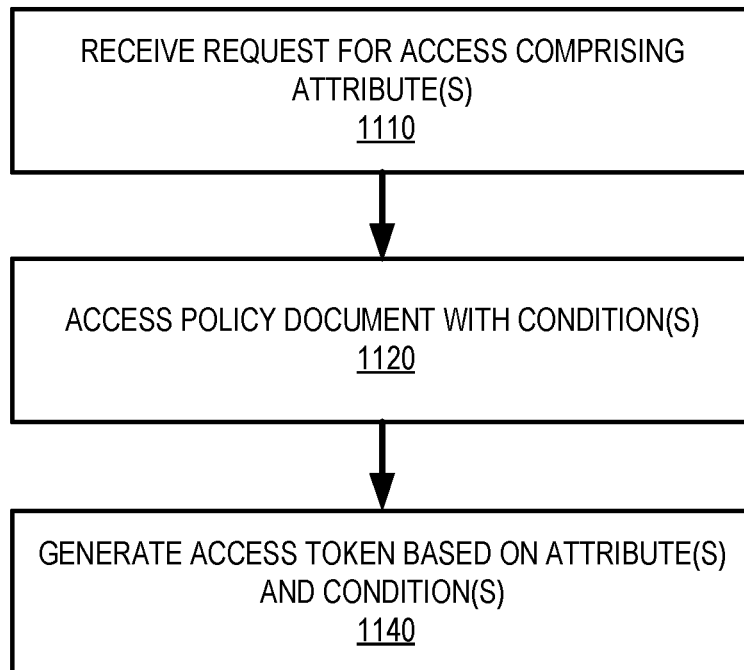 RECEIVE REQUEST FOR ACCESS COMPRISING
ATTRIBUTE(S)
1110
ACCESS POLICY DOCUMENT WITH CONDITION(S)
1120
GENERATE ACCESS TOKEN BASED ON ATTRIBUTE(S)
AND CONDITION(S)
1140